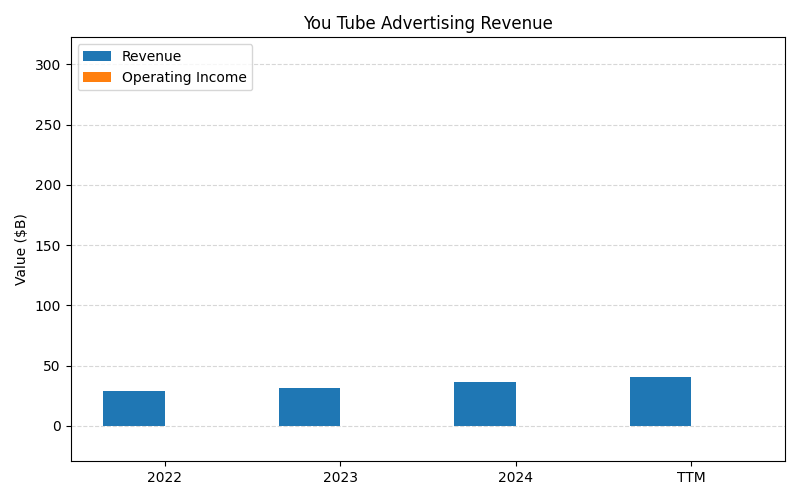 You Tube Advertising Revenue
Revenue
Operating Income
Value ($B)
300
250
200
150
100
50
0
2022 2023 2024 TTM